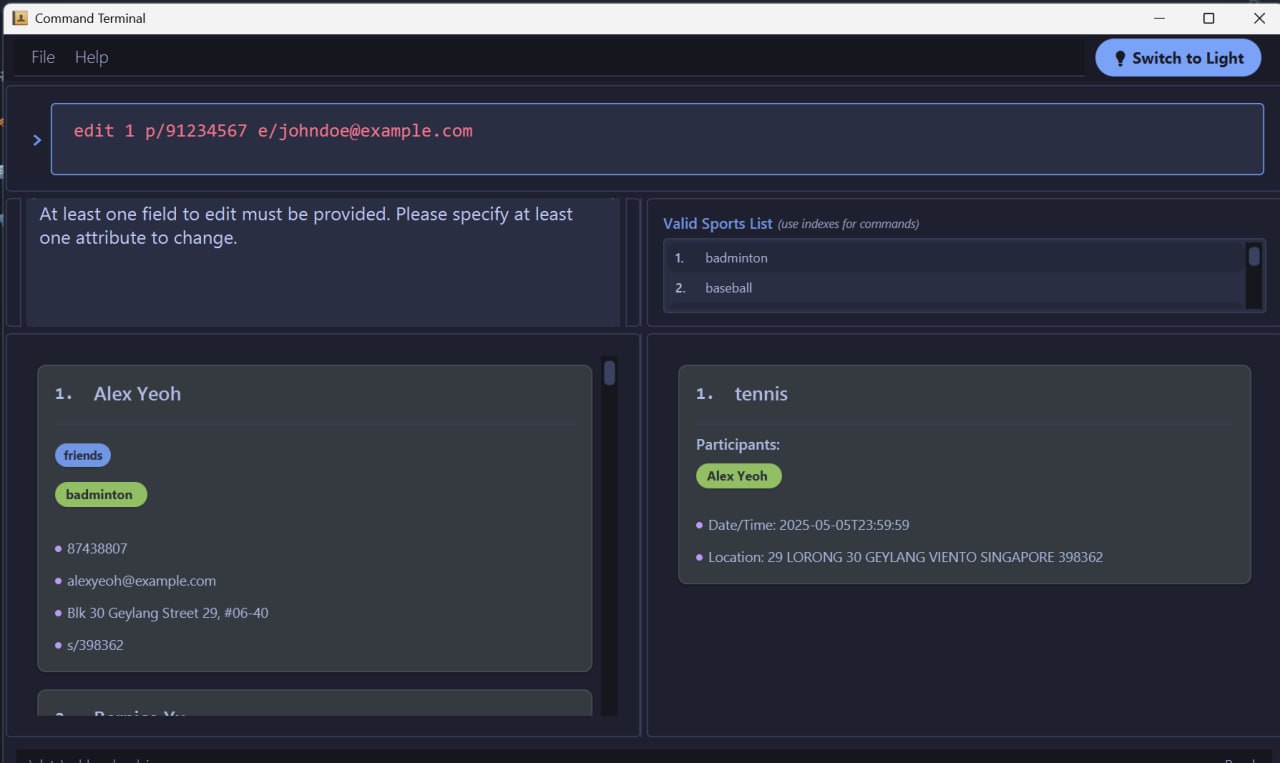 Command Terminal
File Help
Switch to Light
> edit 1 p/91234567 e/johndoe@example.com
At least one field to edit must be provided. Please specify at least
one attribute to change.
Valid Sports List (use indexes for commands)
1. badminton
2. baseball
1. Alex Yeoh
friends
badminton
• 87438807
• alexyeoh@example.com
• Blk 30 Geylang Street 29, #06-40
• s/398362
1. tennis
Participants:
Alex Yeoh
• Date/Time: 2025-05-05T23:59:59
• Location: 29 LORONG 30 GEYLANG VIENTO SINGAPORE 398362